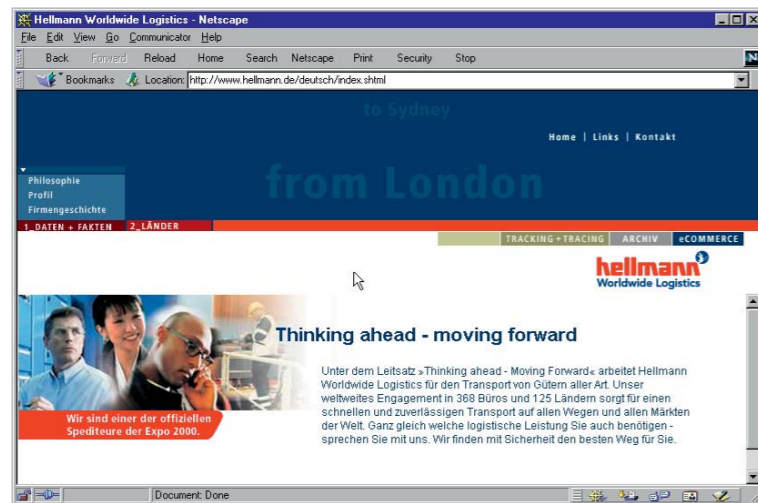 Hellmann Worldwide Logistics - Netscape
File Edit View Go Communicator Help
Back Forward Reload Home Search Netscape Print Security Stop
Bookmarks Location: http://www.hellmann.de/deutsch/index.shtml
to Sydney
Home | Links | Kontakt
from London
Philosophie
Profil
Firmengeschichte
1_DATEN + FAKTEN 2_LÄNDER
TRACKING+TRACING ARCHIV eCOMMERCE
hellmann
Worldwide Logistics
Thinking ahead - moving forward
Unter dem Leitsatz »Thinking ahead - Moving Forward« arbeitet Hellmann
Worldwide Logistics für den Transport von Gütern aller Art. Unser
weltweites Engagement in 368 Büros und 125 Ländern sorgt für einen
schnellen und zuverlässigen Transport auf allen Wegen und allen Märkten
der Welt. Ganz gleich welche logistische Leistung Sie auch benötigen -
sprechen Sie mit uns. Wir finden mit Sicherheit den besten Weg für Sie.
Wir sind einer der offiziellen
Spediteure der Expo 2000.
Document: Done